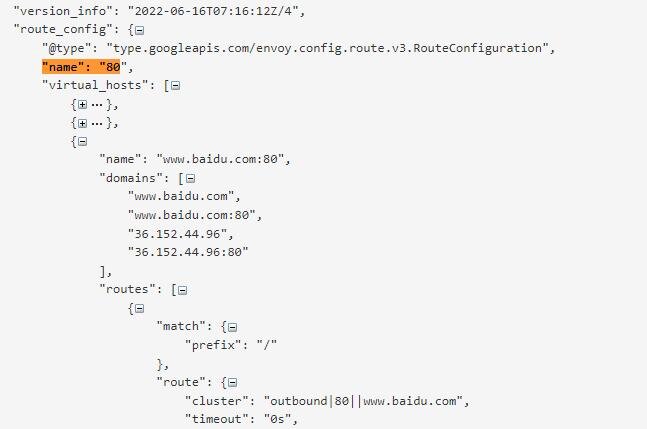 "version_info": "2022-06-16T07:16:12Z/4",
"route_config": {
"@type": "type.googleapis.com/envoy.config.route.v3.RouteConfiguration",
"name": "80",
"virtual_hosts": [
{ ... },
{ ... },
{
"name": "www.baidu.com:80",
"domains": [
"www.baidu.com",
"www.baidu.com:80",
"36.152.44.96",
"36.152.44.96:80"
],
"routes": [
{
"match": {
"prefix": "/"
},
"route": {
"cluster": "outbound|80||www.baidu.com",
"timeout": "0s",